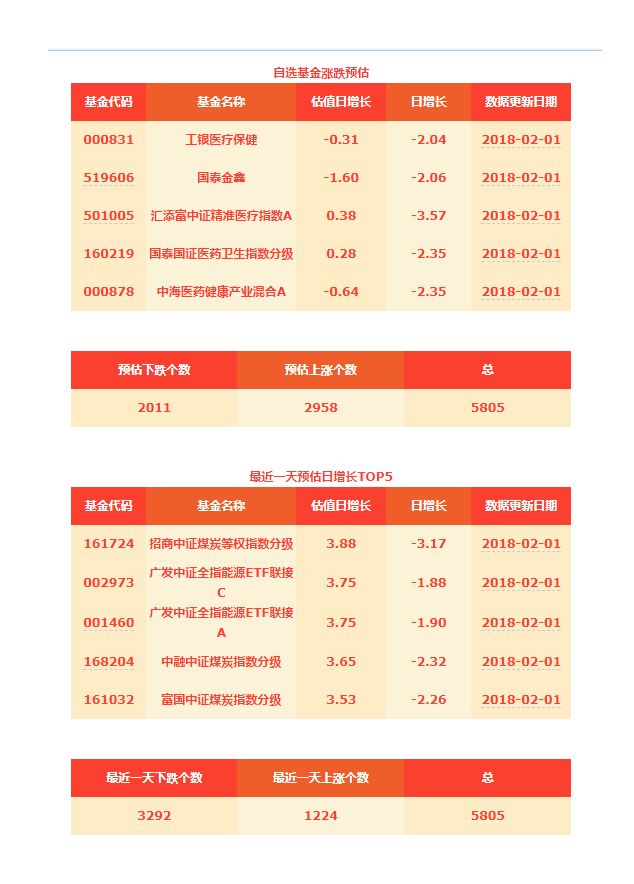 自选基金涨跌预估
基金代码 基金名称 估值日增长 日增长 数据更新日期
000831 工银医疗保健 -0.31 -2.04 2018-02-01
519606 国泰金鑫 -1.60 -2.06 2018-02-01
501005 汇添富中证精准医疗指数A 0.38 -3.57 2018-02-01
160219 国泰国证医药卫生指数分级 0.28 -2.35 2018-02-01
000878 中海医药健康产业混合A -0.64 -2.35 2018-02-01
预估下跌个数 预估上涨个数 总
2011 2958 5805
最近一天预估日增长TOP5
基金代码 基金名称 估值日增长 日增长 数据更新日期
161724 招商中证煤炭等权指数分级 3.88 -3.17 2018-02-01
002973 广发中证全指能源ETF联接
C 3.75 -1.88 2018-02-01
001460 广发中证全指能源ETF联接
A 3.75 -1.90 2018-02-01
168204 中融中证煤炭指数分级 3.65 -2.32 2018-02-01
161032 富国中证煤炭指数分级 3.53 -2.26 2018-02-01
最近一天下跌个数 最近一天上涨个数 总
3292 1224 5805